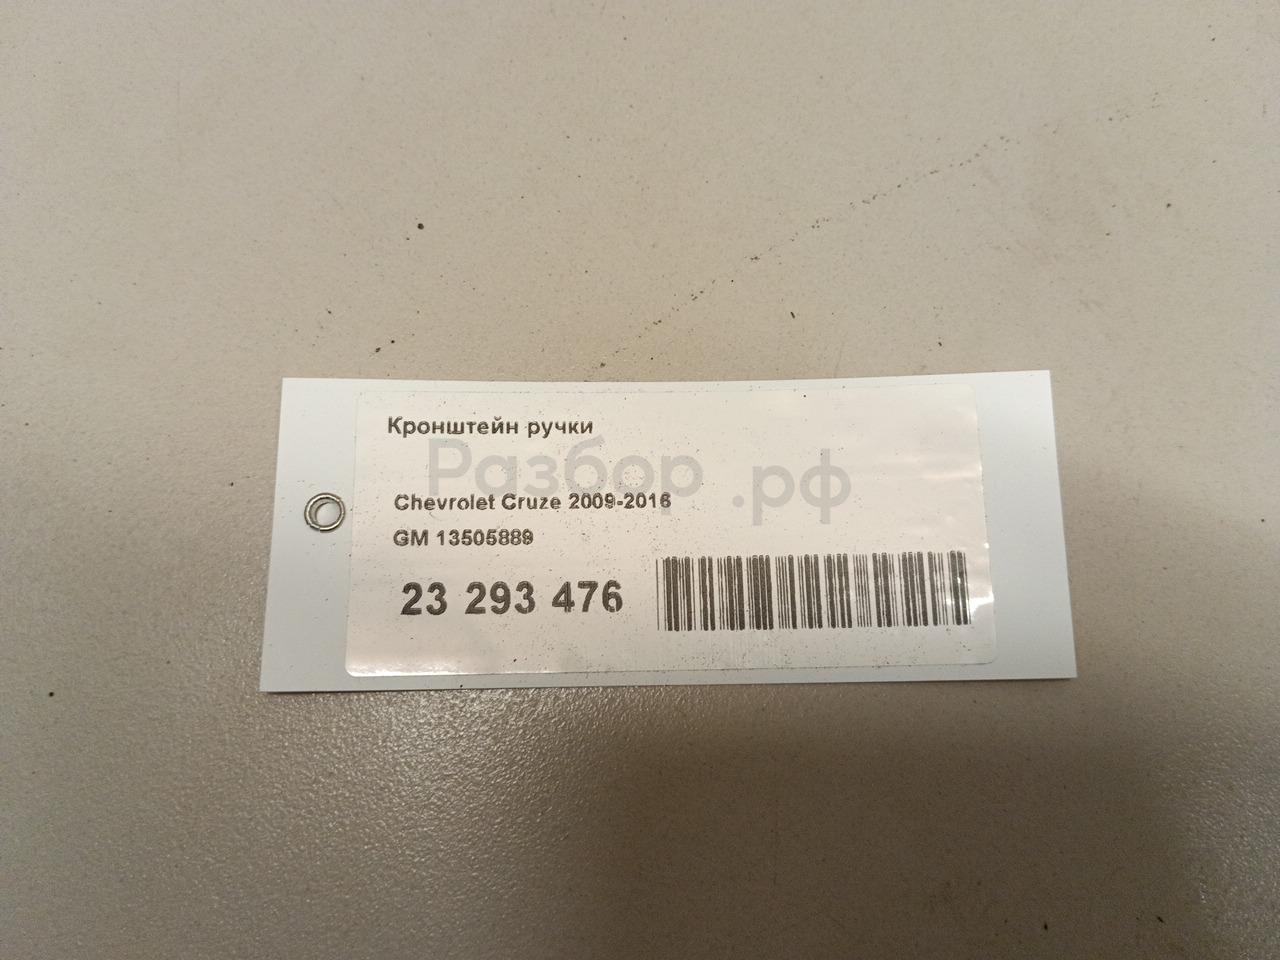 Кронштейн ручки
Разбор.рф
Chevrolet Cruze 2009-2016
GM 13505889
23 293 476